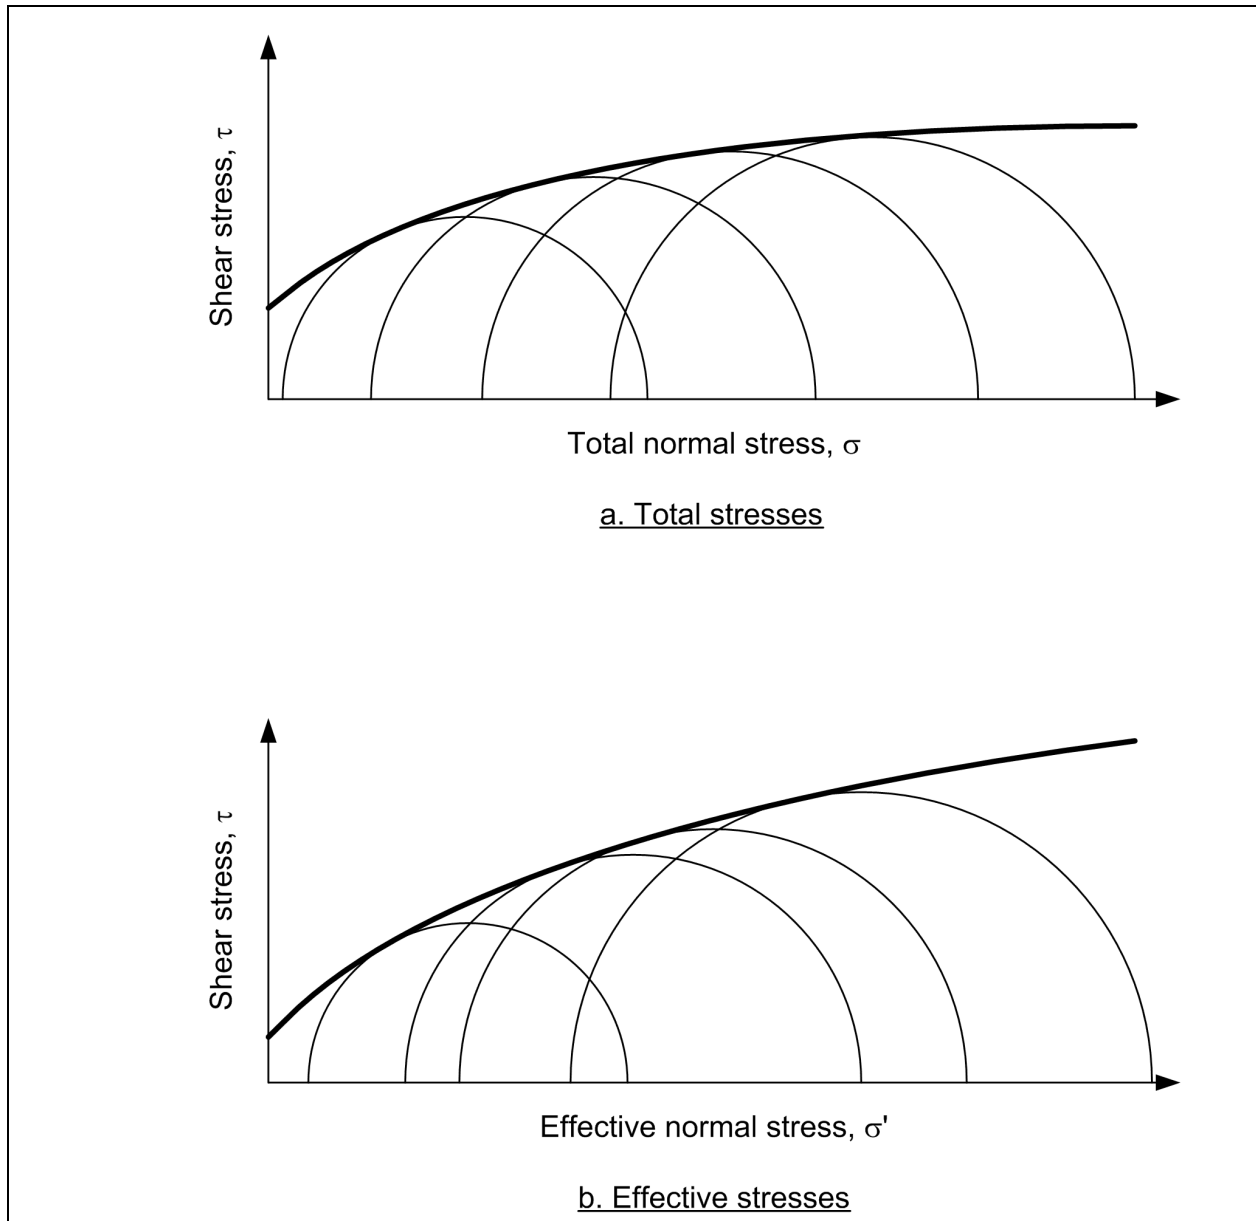 Shear stress, τ
Total normal stress, σ
a. Total stresses
Shear stress, τ
Effective normal stress, σ'
b. Effective stresses